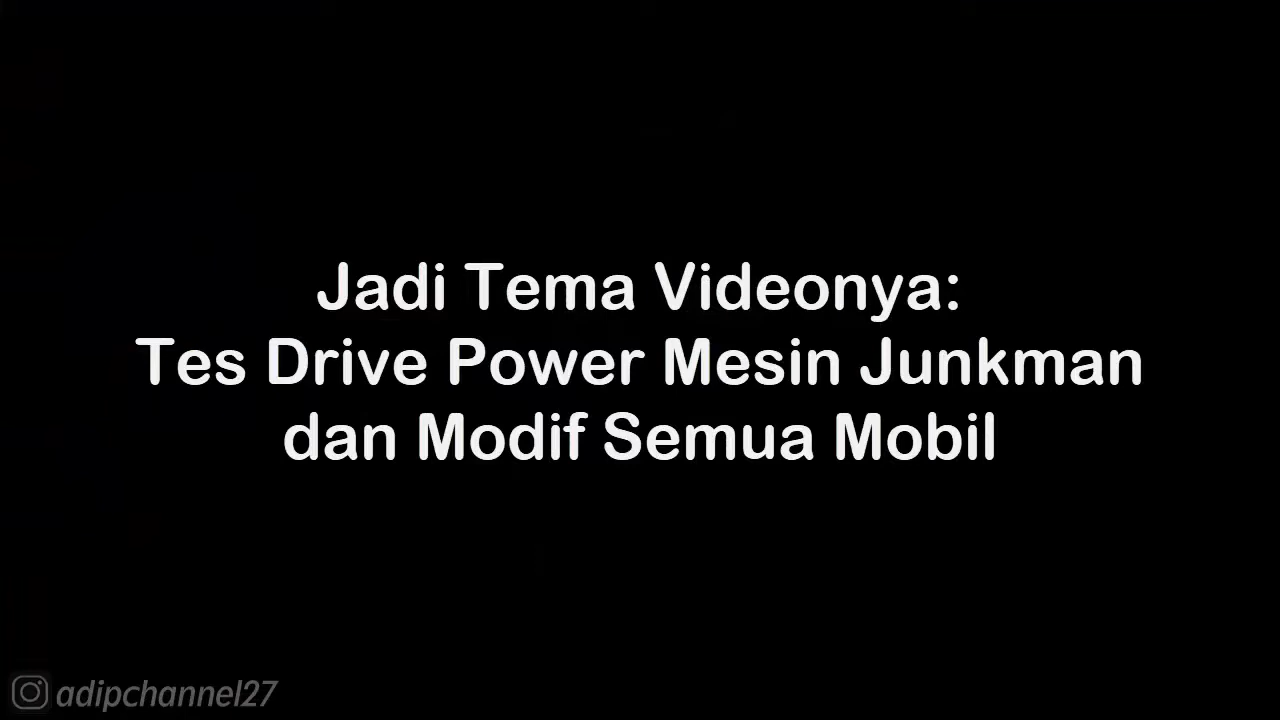 Jadi Tema Videonya:
Tes Drive Power Mesin Junkman
dan Modif Semua Mobil
adipchannel27